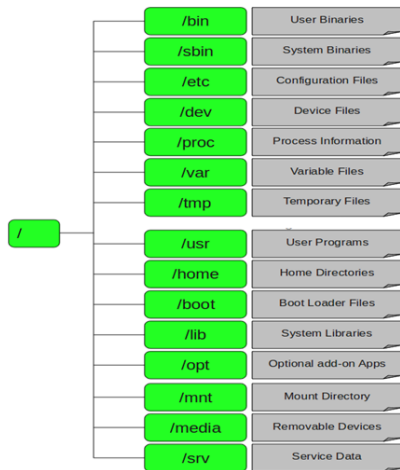 /bin User Binaries
/sbin System Binaries
/etc Configuration Files
/dev Device Files
/proc Process Information
/var Variable Files
/tmp Temporary Files
/
/usr User Programs
/home Home Directories
/boot Boot Loader Files
/lib System Libraries
/opt Optional add-on Apps
/mnt Mount Directory
/media Removable Devices
/srv Service Data